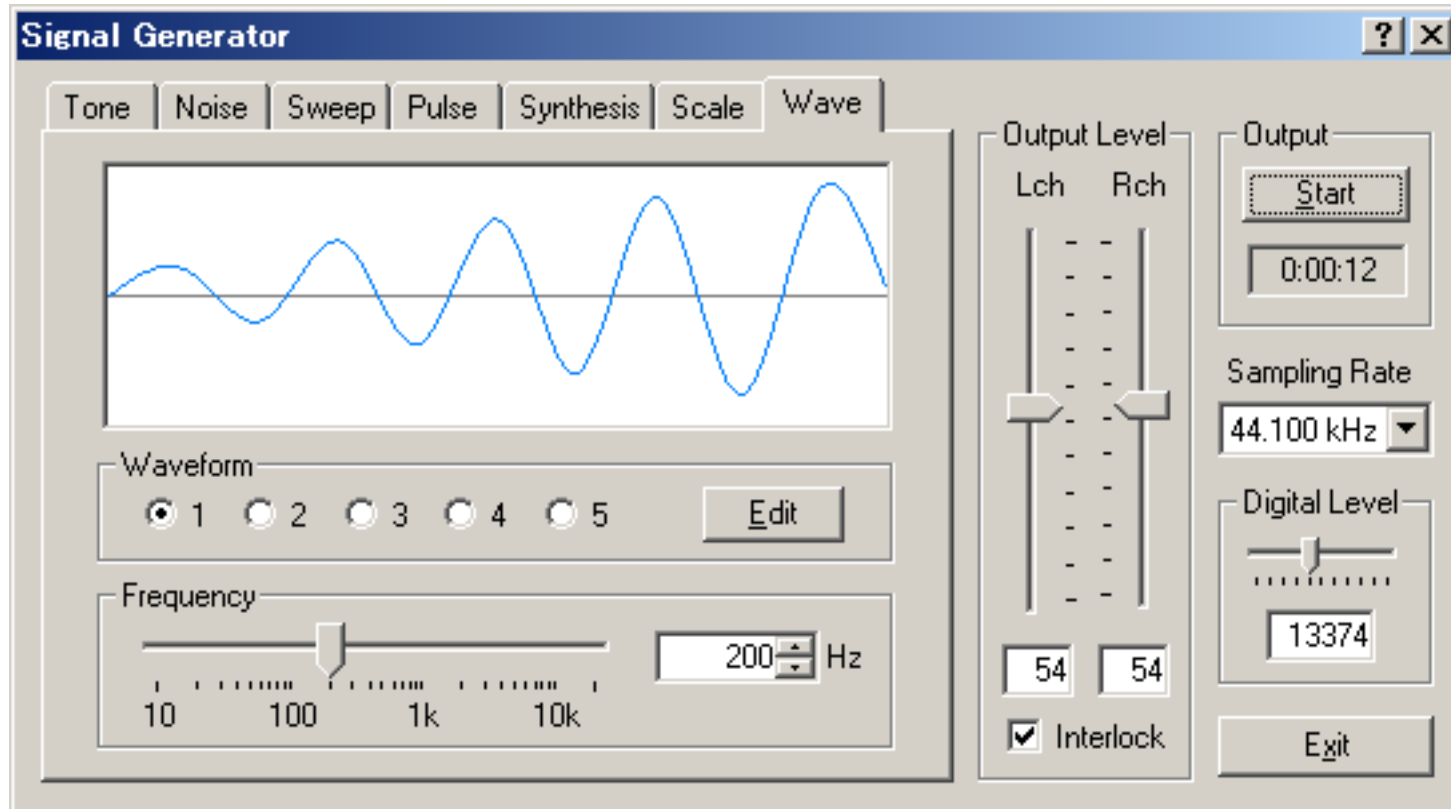 Signal Generator
Tone Noise Sweep Pulse Synthesis Scale Wave
Waveform
1 2 3 4 5 Edit
Frequency
200 Hz
10 100 1k 10k
Output Level
Lch Rch
54 54
Interlock
Output
Start
0:00:12
Sampling Rate
44.100 kHz
Digital Level
13374
Exit